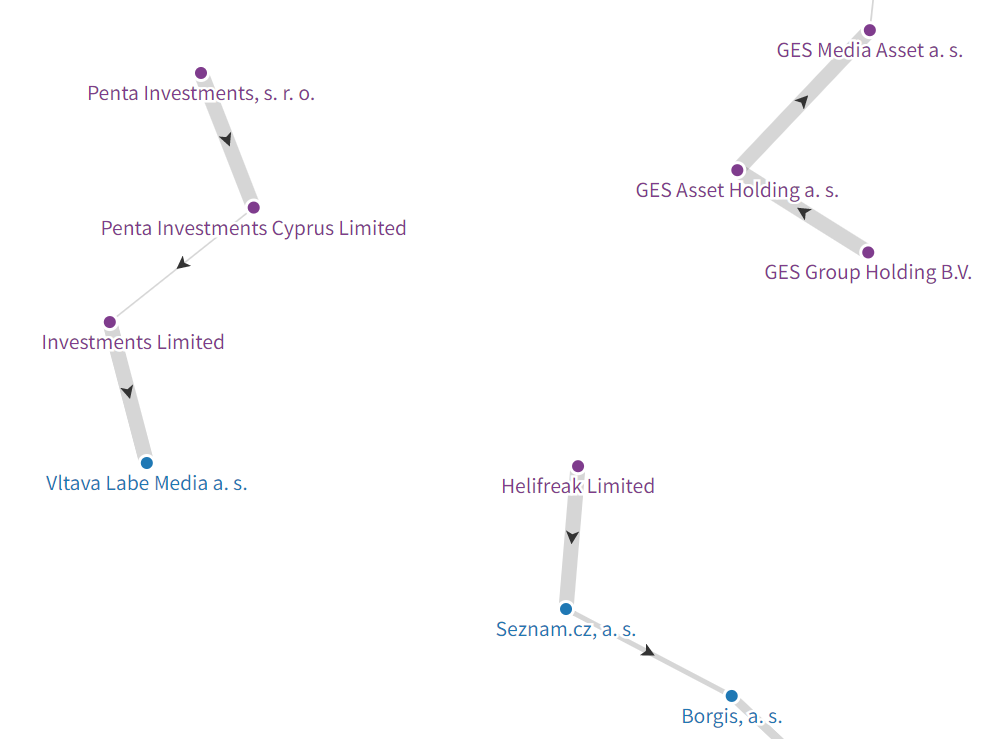 GES Media Asset a. s.
Penta Investments, s. r. o.
GES Asset Holding a. s.
Penta Investments Cyprus Limited
GES Group Holding B.V.
Investments Limited
Vltava Labe Media a. s.
Helifreak Limited
Seznam.cz, a. s.
Borgis, a. s.